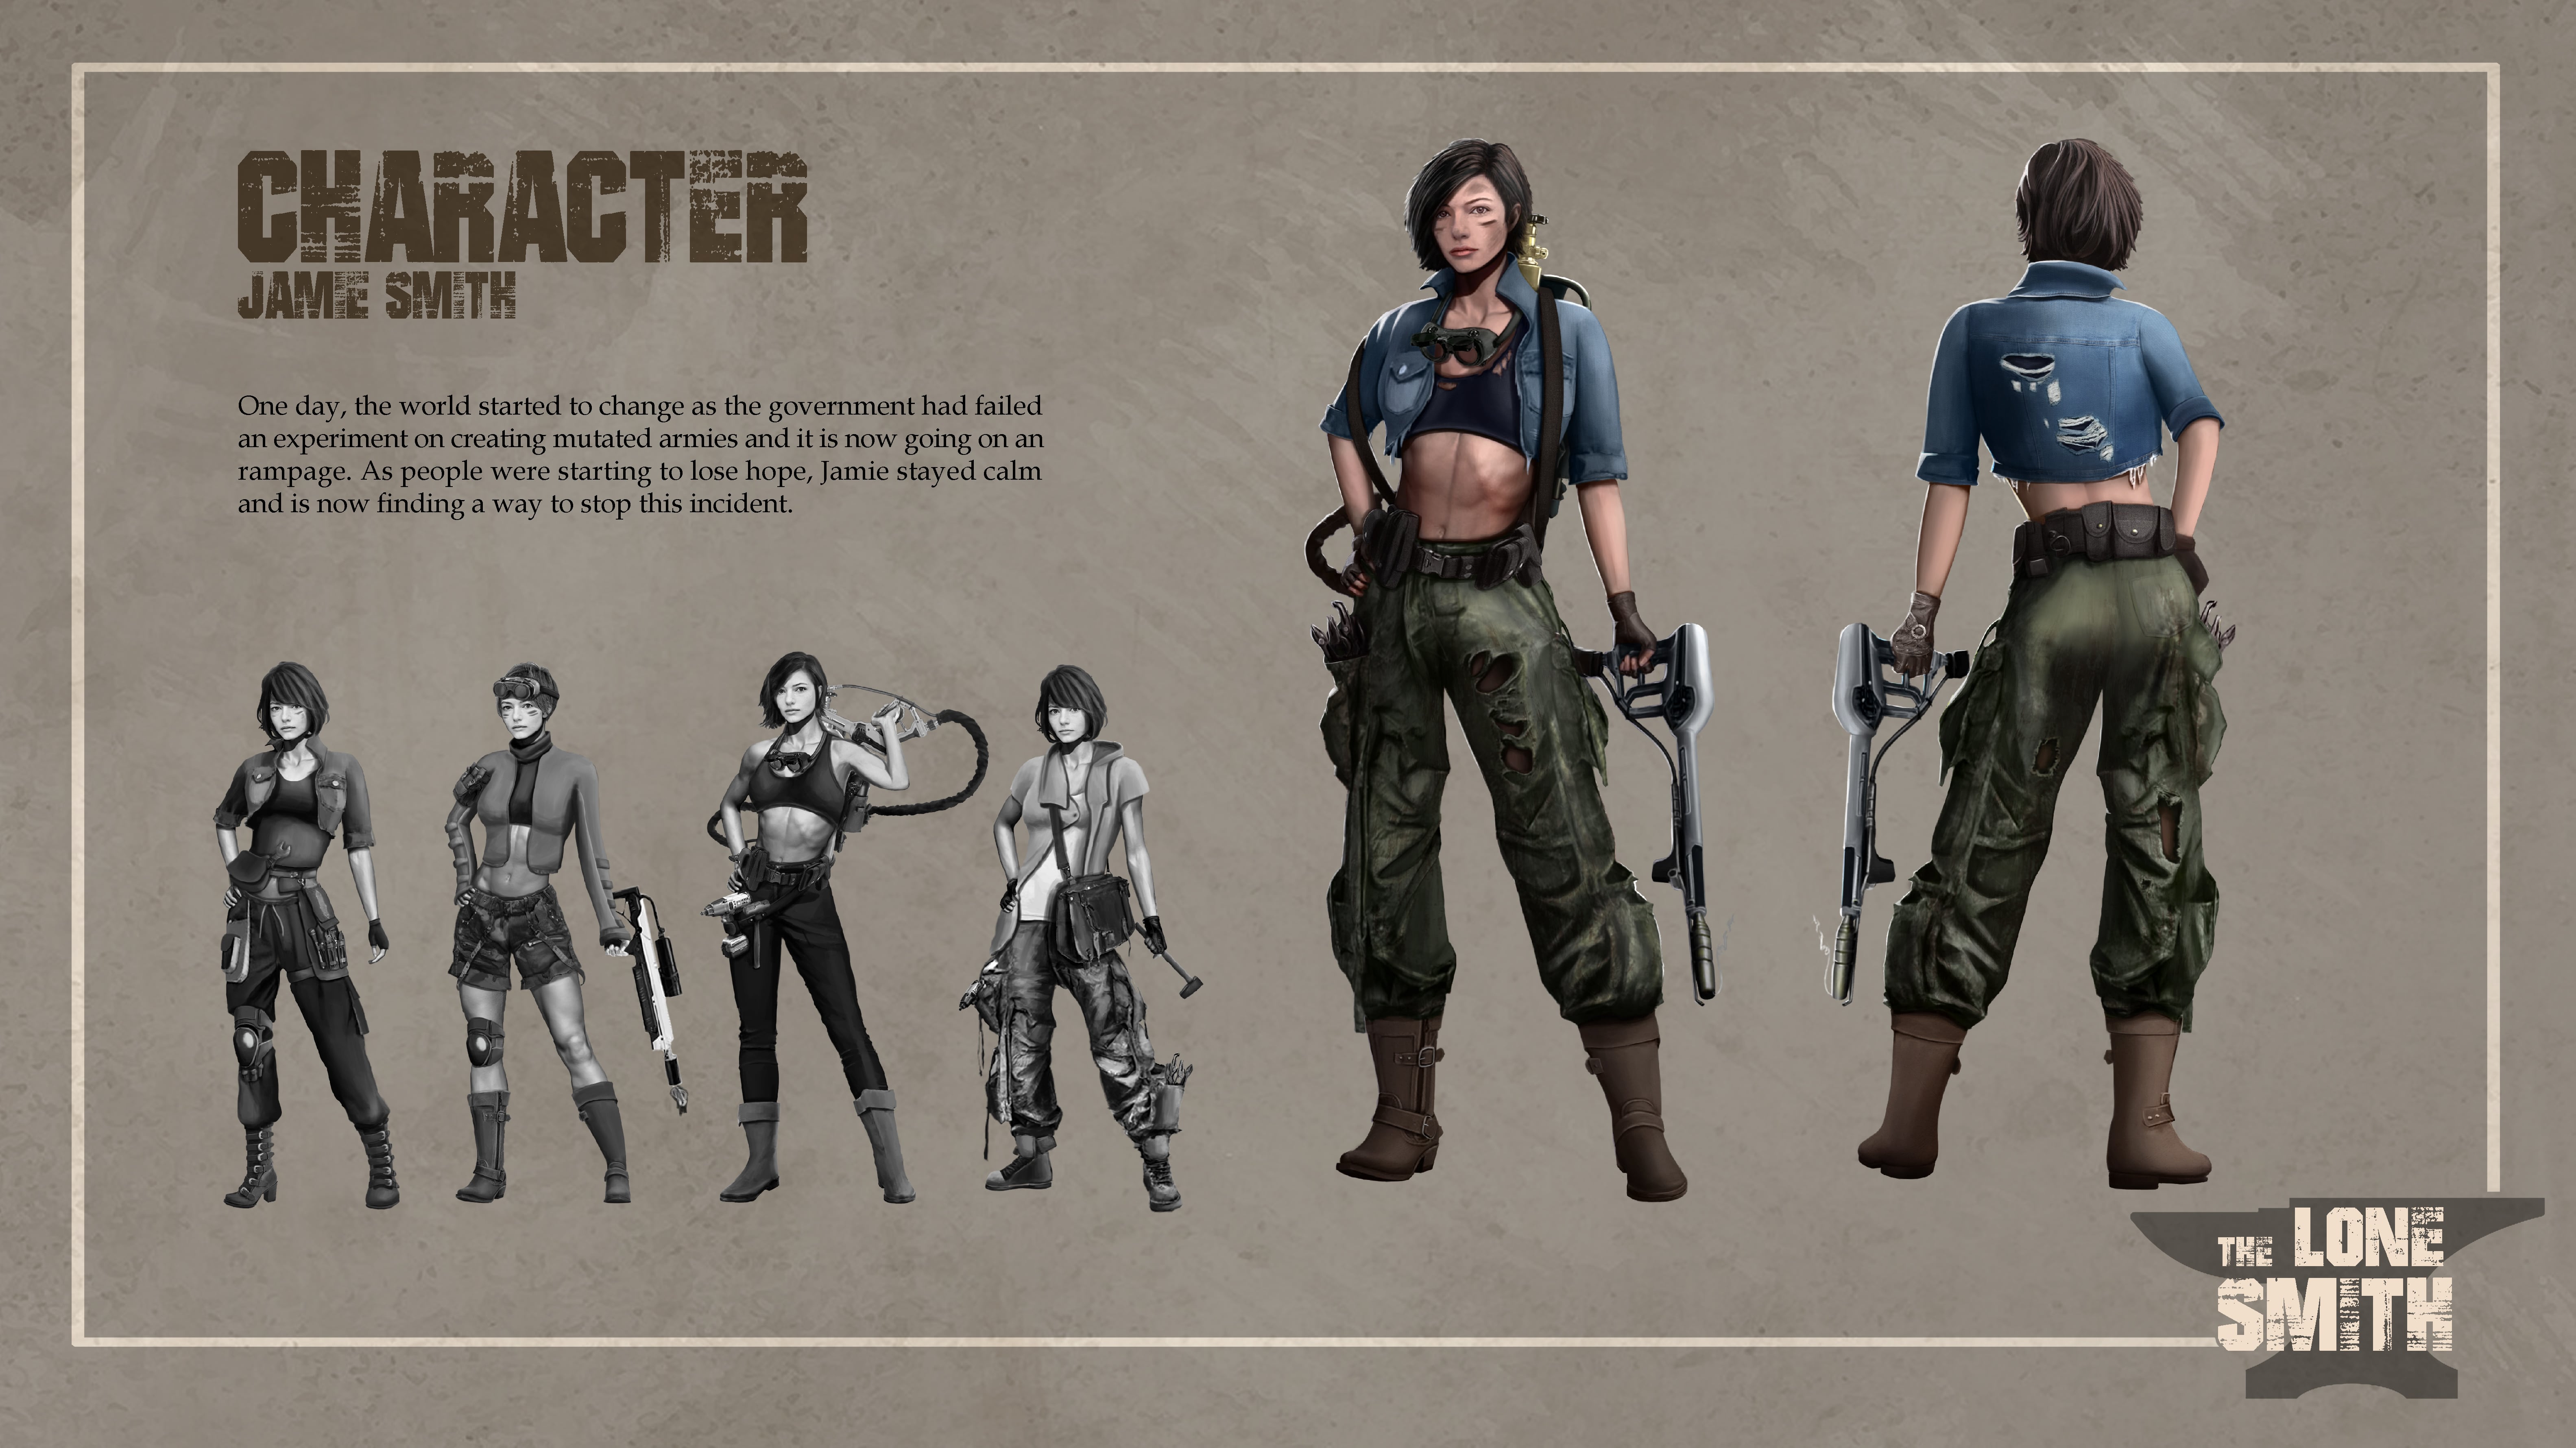 CHARACTER
JAMIE SMITH
One day, the world started to change as the government had failed
an experiment on creating mutated armies and it is now going on an
rampage. As people were starting to lose hope, Jamie stayed calm
and is now finding a way to stop this incident.
THE LONE
SMITH